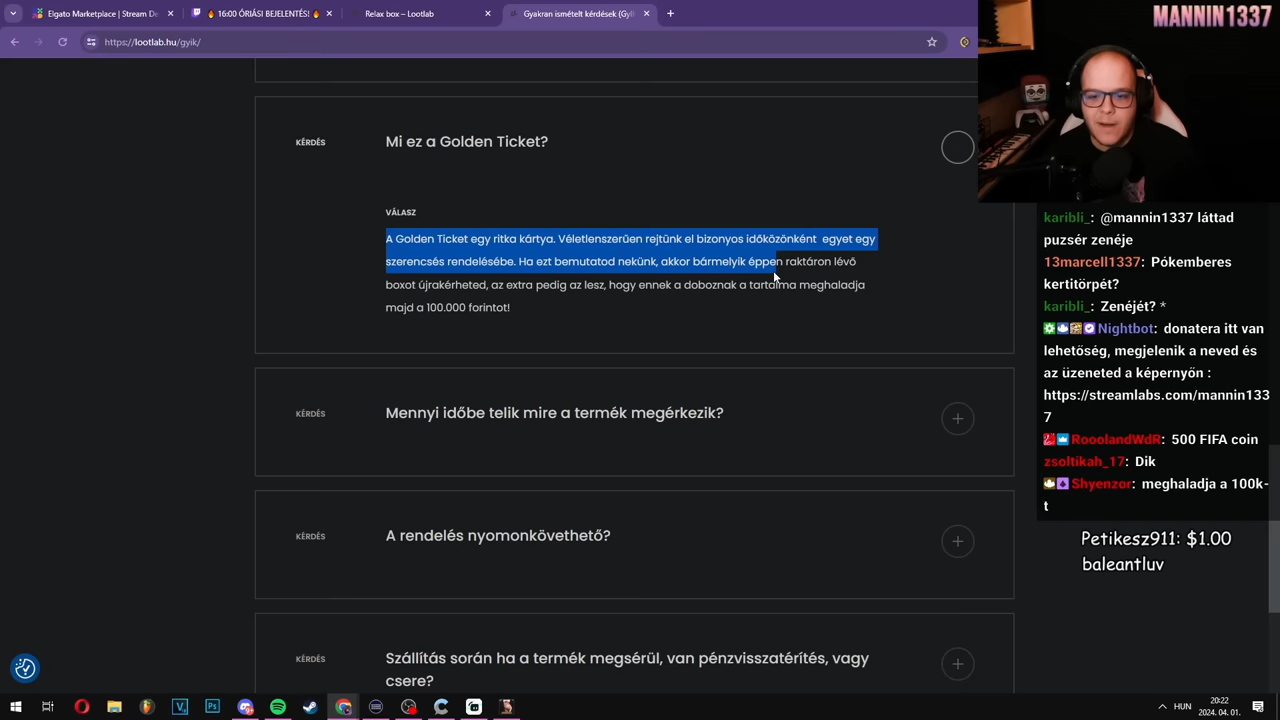 Elgato Marketplace | Stream De
🔥 16:00 ÓRIÁSI BEJELENTÉS! 🔥
Relax box – Lootlab
Gyakran ismételt kérdések (Gyi
https://lootlab.hu/gyik/
MANNIN1337
KÉRDÉS
Mi ez a Golden Ticket?
VÁLASZ
A Golden Ticket egy ritka kártya. Véletlenszerűen rejtünk el bizonyos időközönként egyet egy
szerencsés rendelésébe. Ha ezt bemutatod nekünk, akkor bármelyik éppen raktáron lévő
boxot újrakérheted, az extra pedig az lesz, hogy ennek a doboznak a tartalma meghaladja
majd a 100.000 forintot!
KÉRDÉS
Mennyi időbe telik mire a termék megérkezik?
KÉRDÉS
A rendelés nyomonkövethető?
KÉRDÉS
Szállítás során ha a termék megsérül, van pénzvisszatérítés, vagy
csere?
karibli_: @mannin1337 láttad
puzsér zenéje
13marcell1337: Pókemberes
kertitörpét?
karibli_: Zenéjét? *
Nightbot: donatera itt van
lehetőség, megjelenik a neved és
az üzeneted a képernyőn :
https://streamlabs.com/mannin133
7
RooolandWdR: 500 FIFA coin
zsoltikah_17: Dik
Shyenzor: meghaladja a 100k-
t
Petikesz911: $1.00
baleantluv
HUN
20:22
2024. 04. 01.